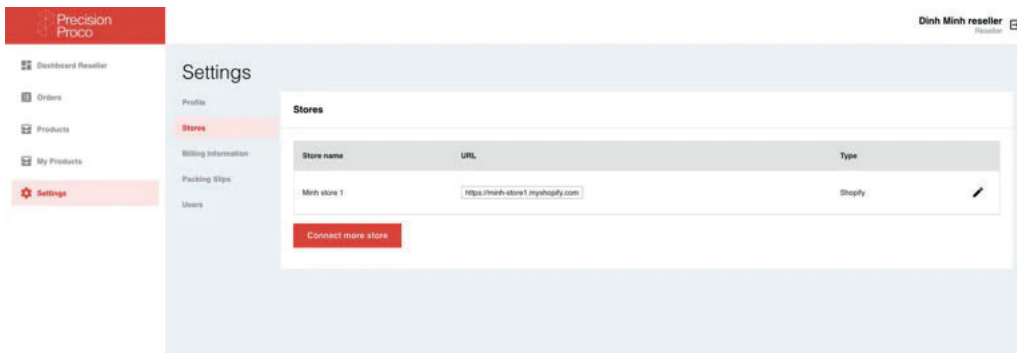 Precision
Proco
Dinh Minh reseller
Reseller
Dashboard Reseller
Orders
Products
My Products
Settings
Settings
Profile
Stores
Billing Information
Packing Slips
Users
Stores
Store name URL Type
Minh store 1 https://minh-store1.myshopify.com Shopify
Connect more store